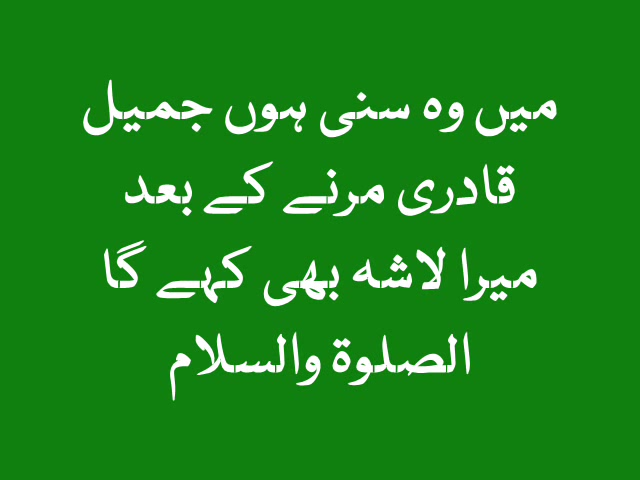 میں وہ سنی ہوں جمیل
قادری مرنے کے بعد
میرا لاشہ بھی کہے گا
الصلوۃ والسلام